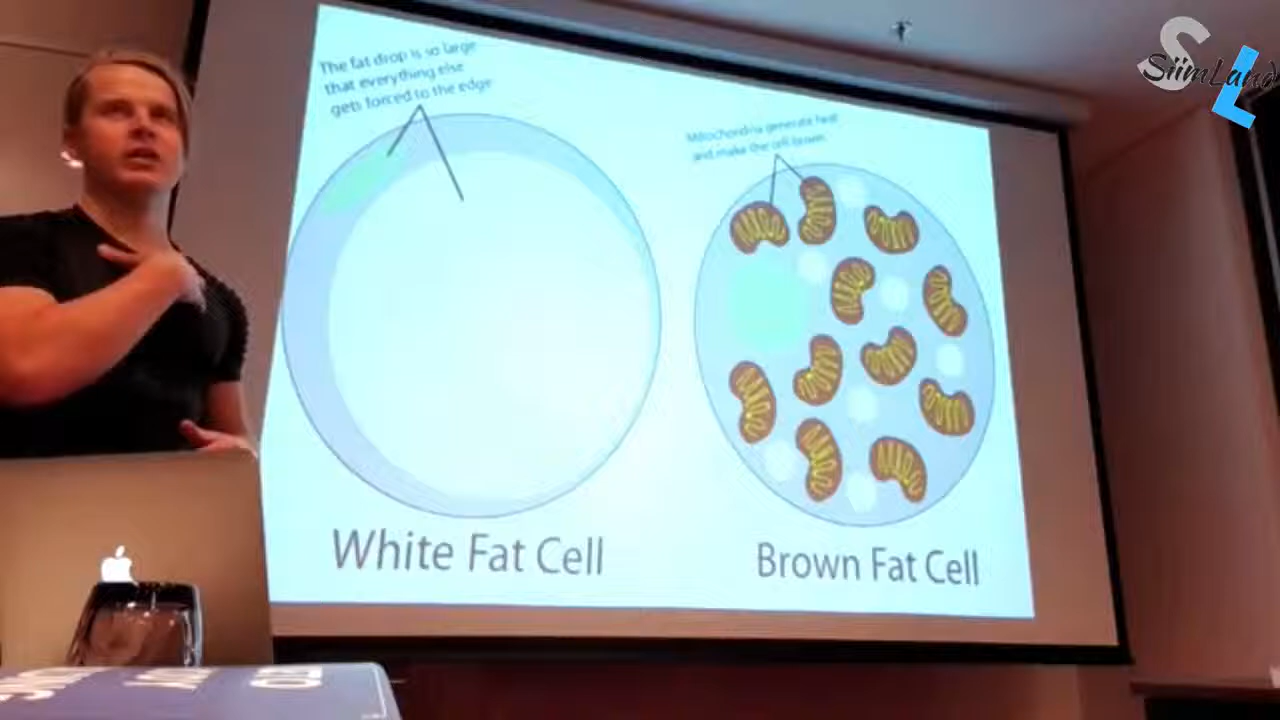 The fat drop is so large
that everything else
gets forced to the edge
Mitochondria generate heat
and make the cell brown
White Fat Cell
Brown Fat Cell
SL
SiimLand